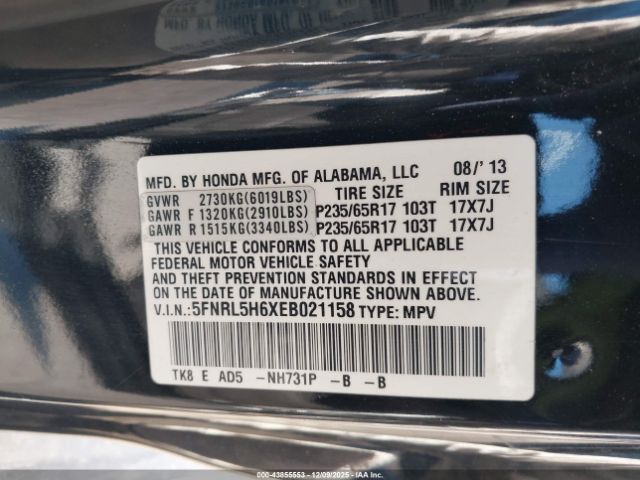 MFD. BY HONDA MFG. OF ALABAMA, LLC 08/' 13
GVWR 2730KG(6019LBS) TIRE SIZE RIM SIZE
GAWR F 1320KG(2910LBS) P235/65R17 103T 17X7J
GAWR R 1515KG(3340LBS) P235/65R17 103T 17X7J
THIS VEHICLE CONFORMS TO ALL APPLICABLE
FEDERAL MOTOR VEHICLE SAFETY
AND THEFT PREVENTION STANDARDS IN EFFECT
ON THE DATE OF MANUFACTURE SHOWN ABOVE.
V.I.N.:5FNRL5H6XEB021158 TYPE: MPV
TK8 E AD5 -NH731P -B -B
000-43855553 - 12/09/2025 - IAAI.COM